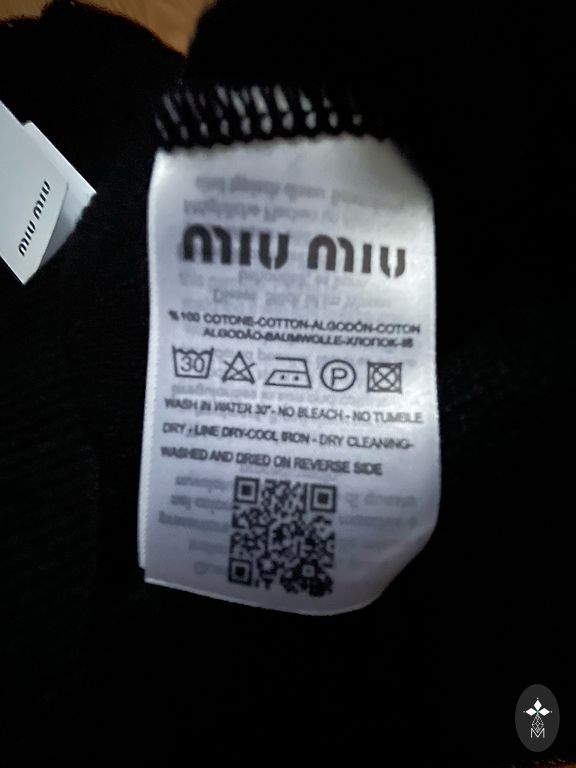 MIU MIU
MIU MIU
% 100 COTONE-COTTON-ALGODÓN-COTON
ALGODÃO-BAUMWOLLE-ХЛОПОК-棉
30
P
WASH IN WATER 30°- NO BLEACH - NO TUMBLE
DRY - LINE DRY-COOL IRON - DRY CLEANING-
WASHED AND DRIED ON REVERSE SIDE
M